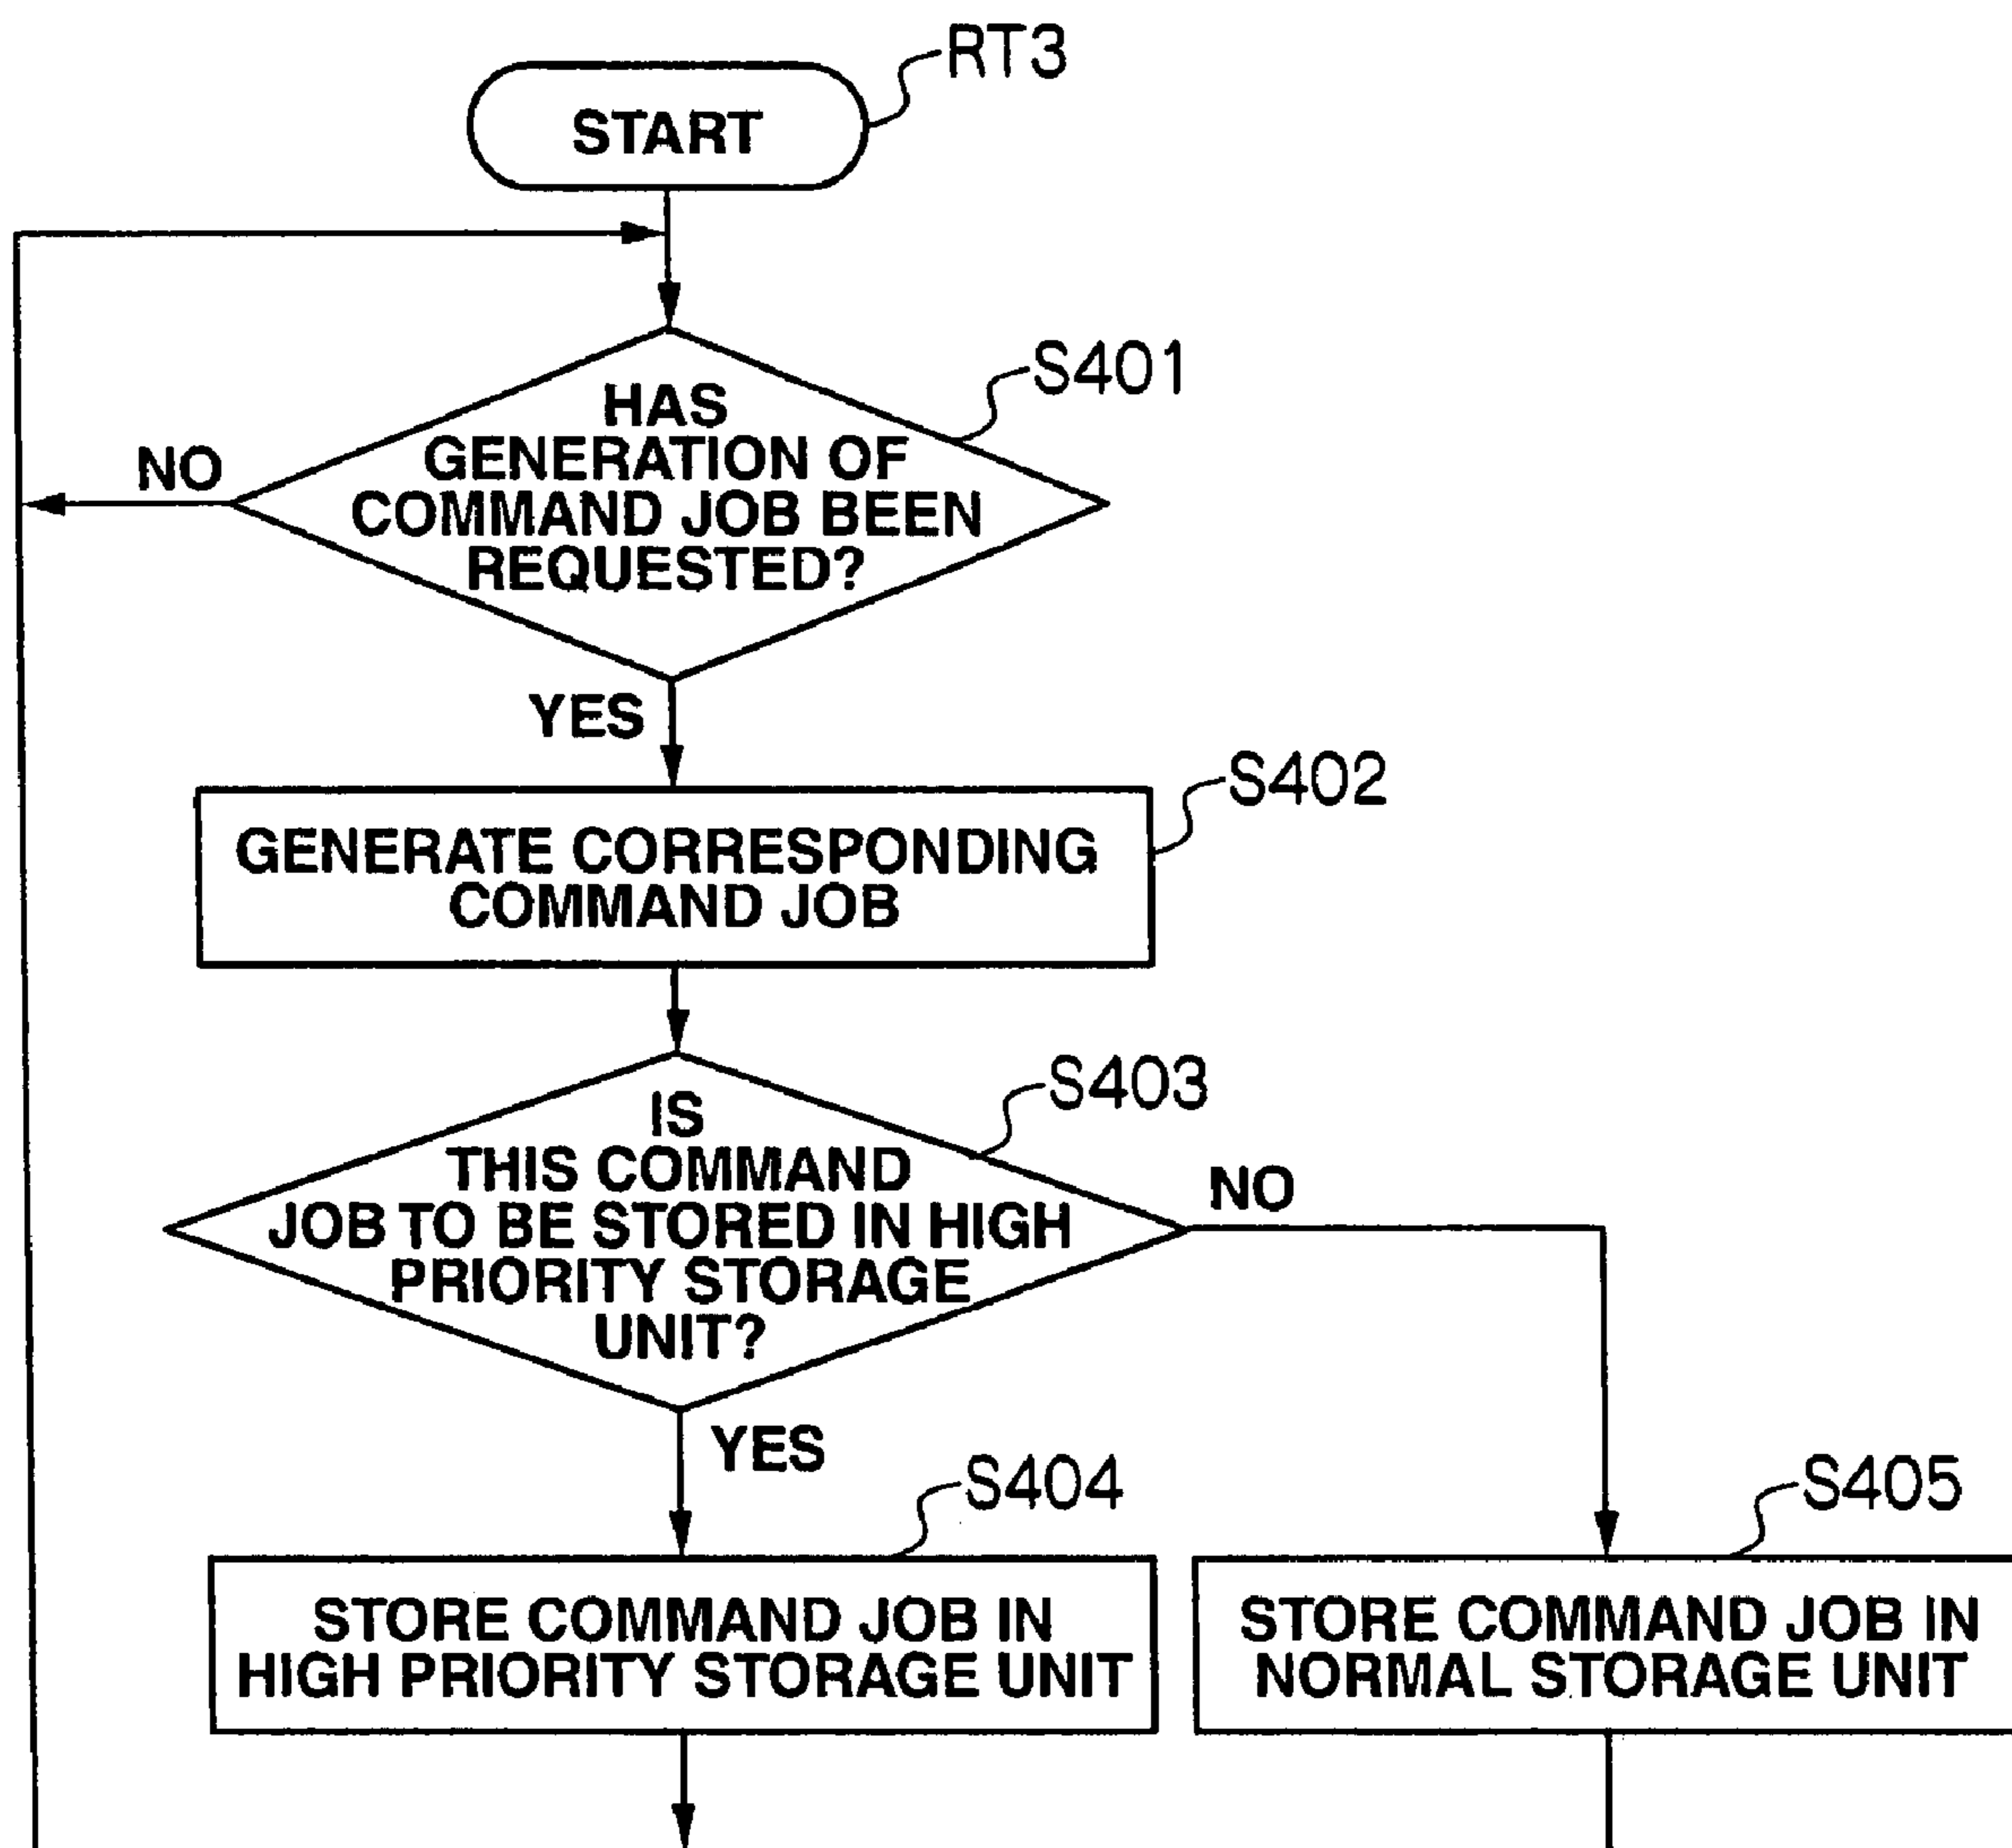 RT3
START
S401
HAS
GENERATION OF
COMMAND JOB BEEN
REQUESTED?
NO
YES
S402
GENERATE CORRESPONDING
COMMAND JOB
S403
IS
THIS COMMAND
JOB TO BE STORED IN HIGH
PRIORITY STORAGE
UNIT?
NO
YES
S404
STORE COMMAND JOB IN
HIGH PRIORITY STORAGE UNIT
S405
STORE COMMAND JOB IN
NORMAL STORAGE UNIT